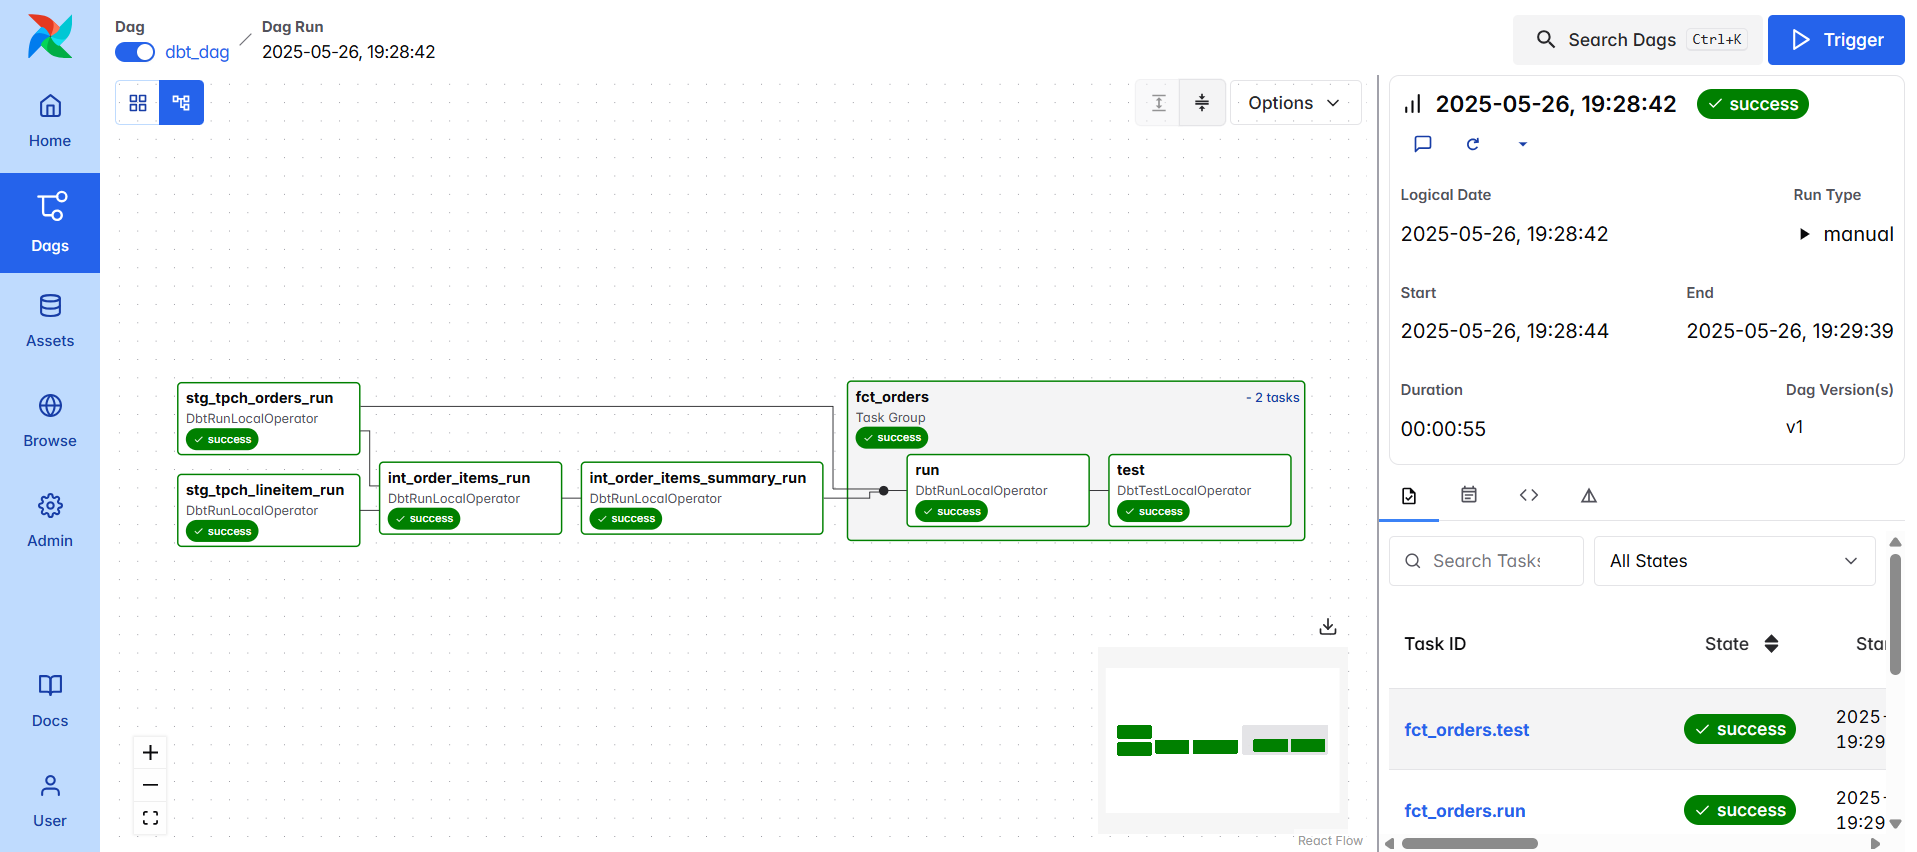 Dag
dbt_dag
Dag Run
2025-05-26, 19:28:42
Search Dags Ctrl+K
Trigger
Home
Dags
Assets
Browse
Admin
Docs
User
Options
stg_tpch_orders_run
DbtRunLocalOperator
success
stg_tpch_lineitem_run
DbtRunLocalOperator
success
int_order_items_run
DbtRunLocalOperator
success
int_order_items_summary_run
DbtRunLocalOperator
success
fct_orders
- 2 tasks
Task Group
success
run
DbtRunLocalOperator
success
test
DbtTestLocalOperator
success
React Flow
2025-05-26, 19:28:42 success
Logical Date Run Type
2025-05-26, 19:28:42 manual
Start End
2025-05-26, 19:28:44 2025-05-26, 19:29:39
Duration Dag Version(s)
00:00:55 v1
Search Tasks
All States
Task ID State Star
fct_orders.test success 2025-
19:29
fct_orders.run success 2025-
19:29